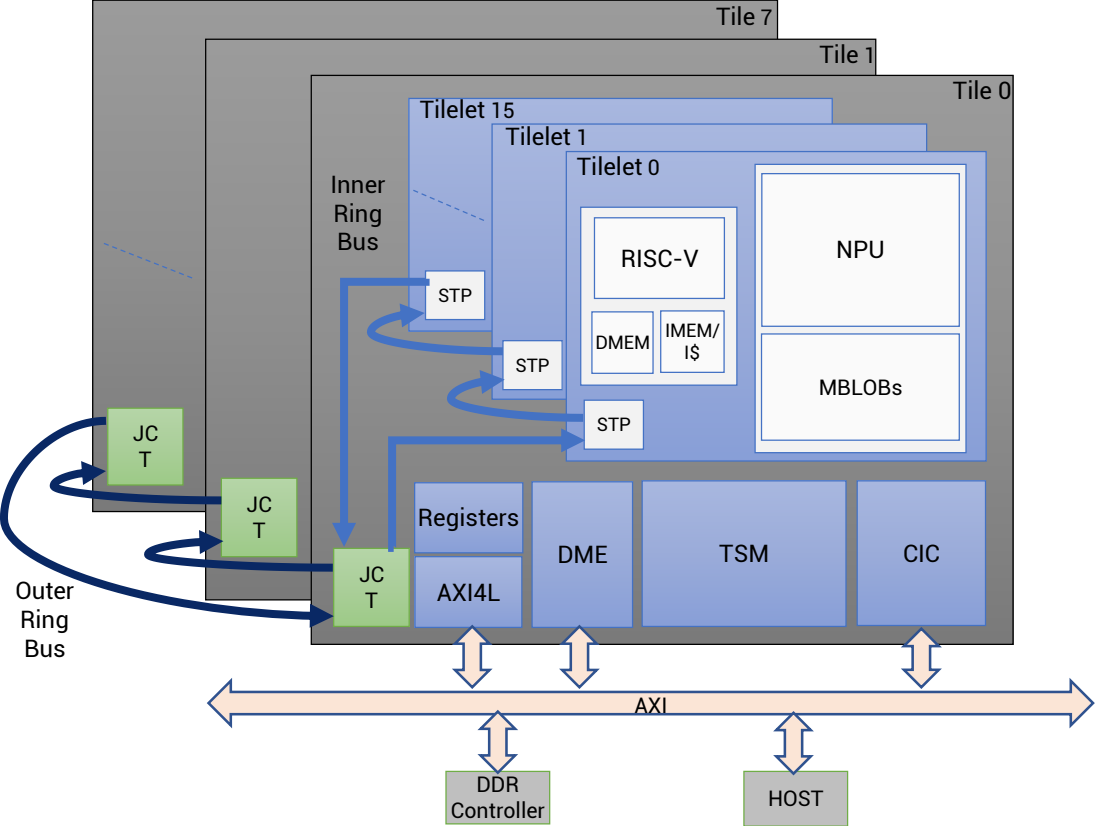 Tile 7
Tile 1
Tile 0
Tilelet 15
Tilelet 1
Tilelet 0
Inner
Ring
Bus
RISC-V
NPU
DMEM
IMEM/
I$
MBLOBs
STP
STP
STP
JC
T
JC
T
JC
T
Registers
AXI4L
DME
TSM
CIC
Outer
Ring
Bus
AXI
DDR
Controller
HOST